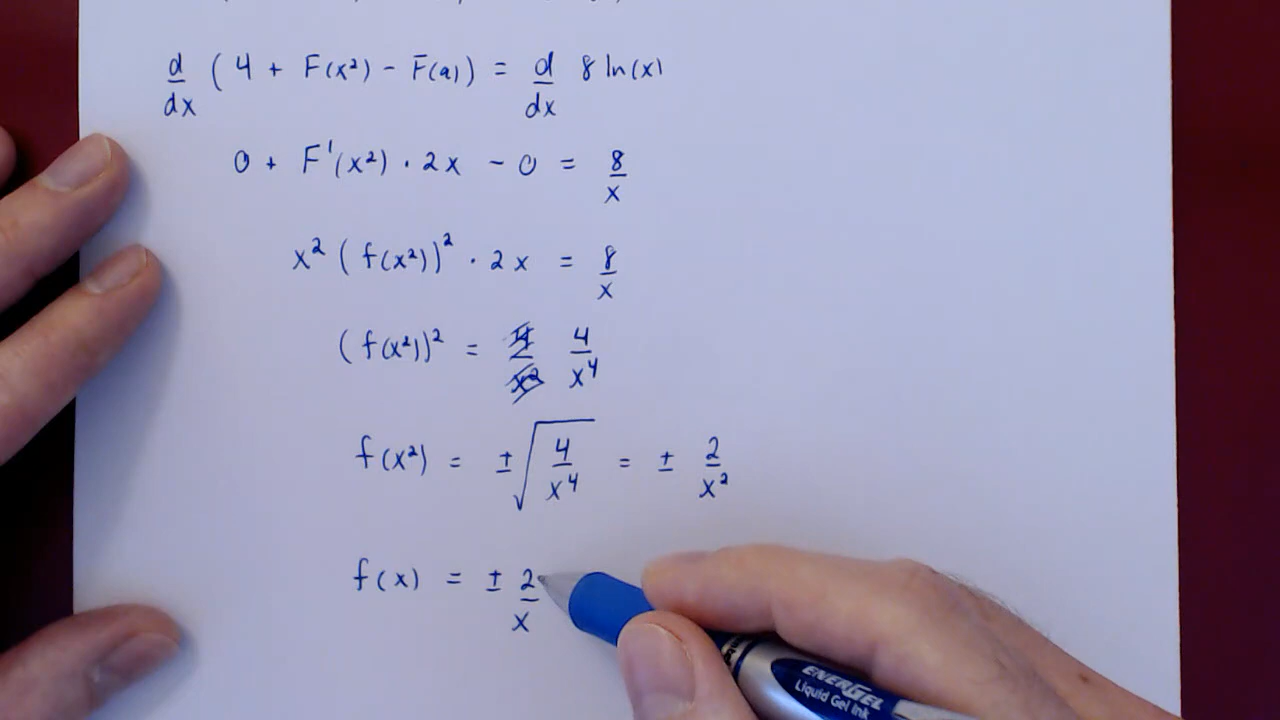 d/dx (4 + F(x²) - F(a)) = d/dx 8 ln(x)
0 + F'(x²) · 2x - 0 = 8/x
x² (f(x²))² · 2x = 8/x
(f(x²))² = 4/x⁴
f(x²) = ±√(4/x⁴) = ± 2/x²
f(x) = ± 2/x
ENERGEL
Liquid Gel Ink